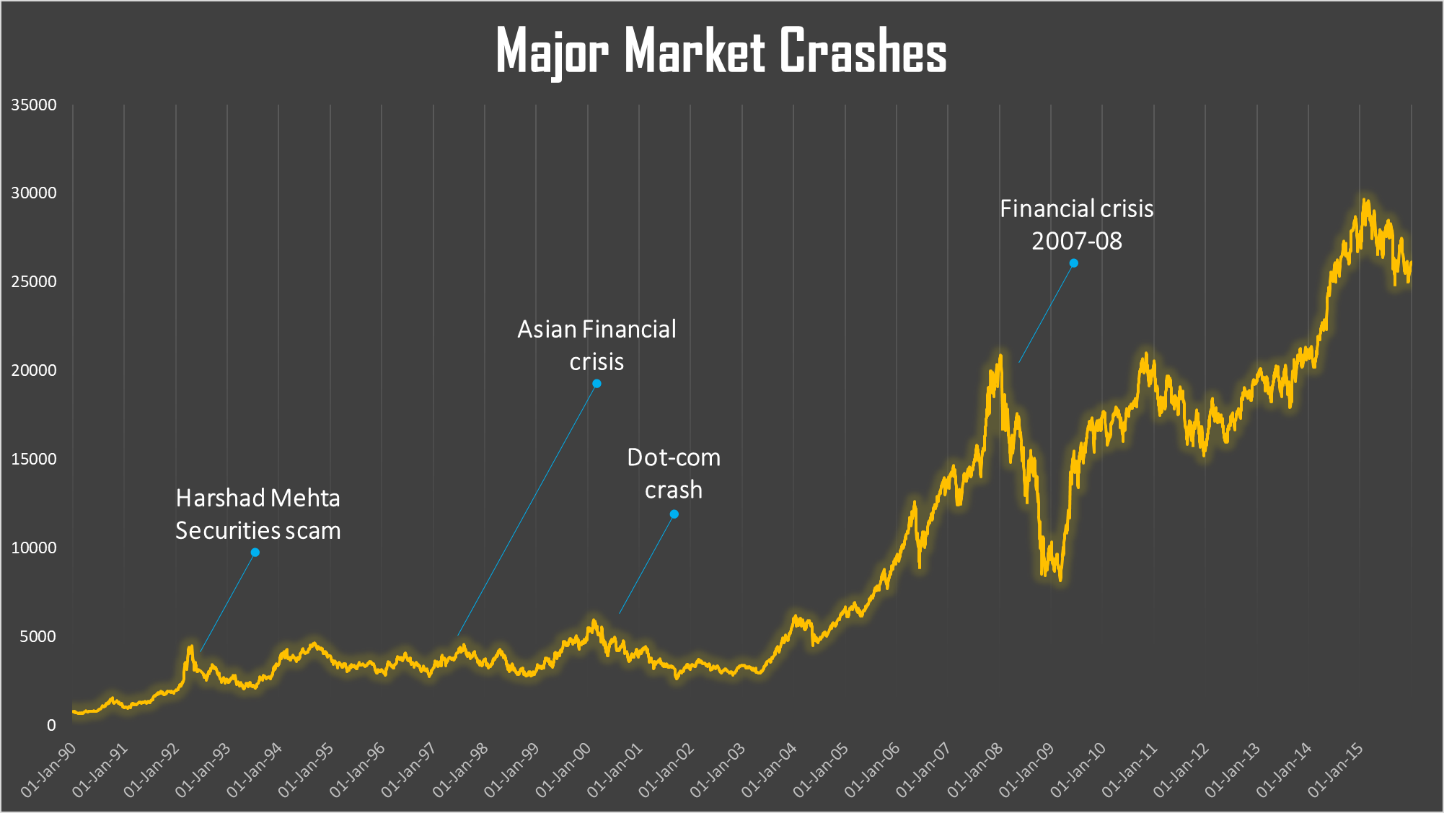 Major Market Crashes
35000
30000
25000
20000
15000
10000
5000
0
Financial crisis
2007-08
Asian Financial
crisis
Dot-com
crash
Harshad Mehta
Securities scam
01-Jan-90
01-Jan-91
01-Jan-92
01-Jan-93
01-Jan-94
01-Jan-95
01-Jan-96
01-Jan-97
01-Jan-98
01-Jan-99
01-Jan-00
01-Jan-01
01-Jan-02
01-Jan-03
01-Jan-04
01-Jan-05
01-Jan-06
01-Jan-07
01-Jan-08
01-Jan-09
01-Jan-10
01-Jan-11
01-Jan-12
01-Jan-13
01-Jan-14
01-Jan-15